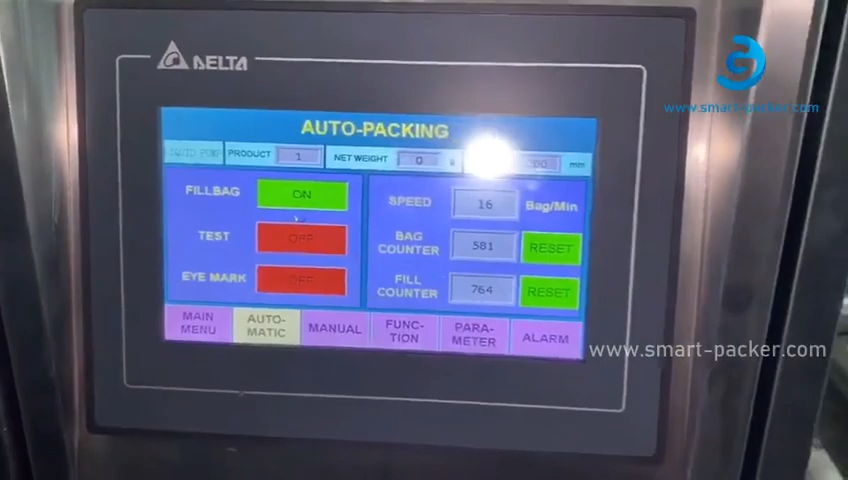 www.smart-packer.com
DELTA
AUTO-PACKING
PRODUCT 1 NET WEIGHT 0 g 300 mm
FILLBAG ON
SPEED 16 Bag/Min
TEST OFF
BAG COUNTER 581 RESET
EYE MARK OFF
FILL COUNTER 764 RESET
MAIN MENU
AUTO-MATIC
MANUAL
FUNC-TION
PARA-METER
ALARM
www.smart-packer.com